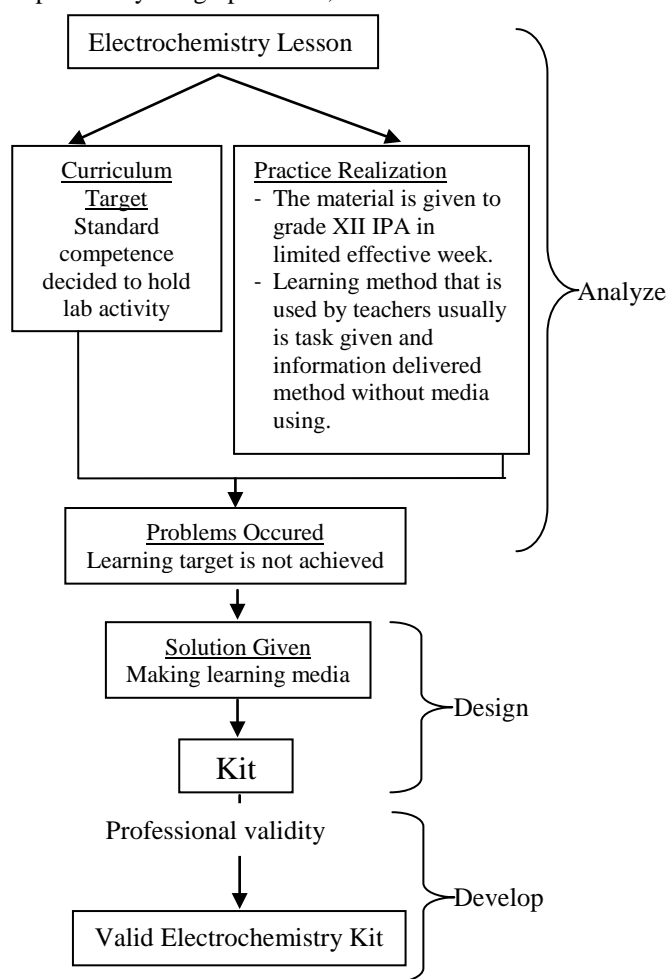 Electrochemistry Lesson
Curriculum
Target
Standard
competence
decided to hold
lab activity
Practice Realization
- The material is given to
grade XII IPA in
limited effective week.
- Learning method that is
used by teachers usually
is task given and
information delivered
method without media
using.
Analyze
Problems Occured
Learning target is not achieved
Solution Given
Making learning media
Design
Kit
Professional validity
Develop
Valid Electrochemistry Kit